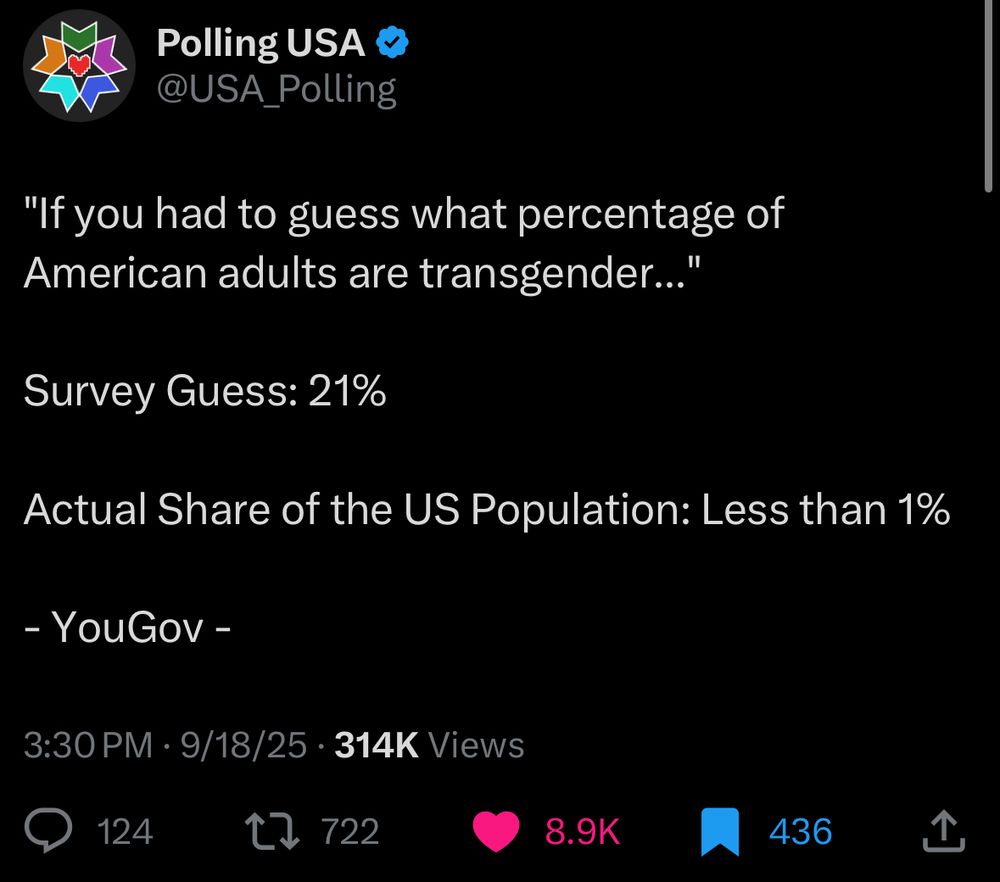 Polling USA
@USA_Polling
"If you had to guess what percentage of
American adults are transgender..."
Survey Guess: 21%
Actual Share of the US Population: Less than 1%
- YouGov -
3:30 PM · 9/18/25 · 314K Views
124 722 8.9K 436